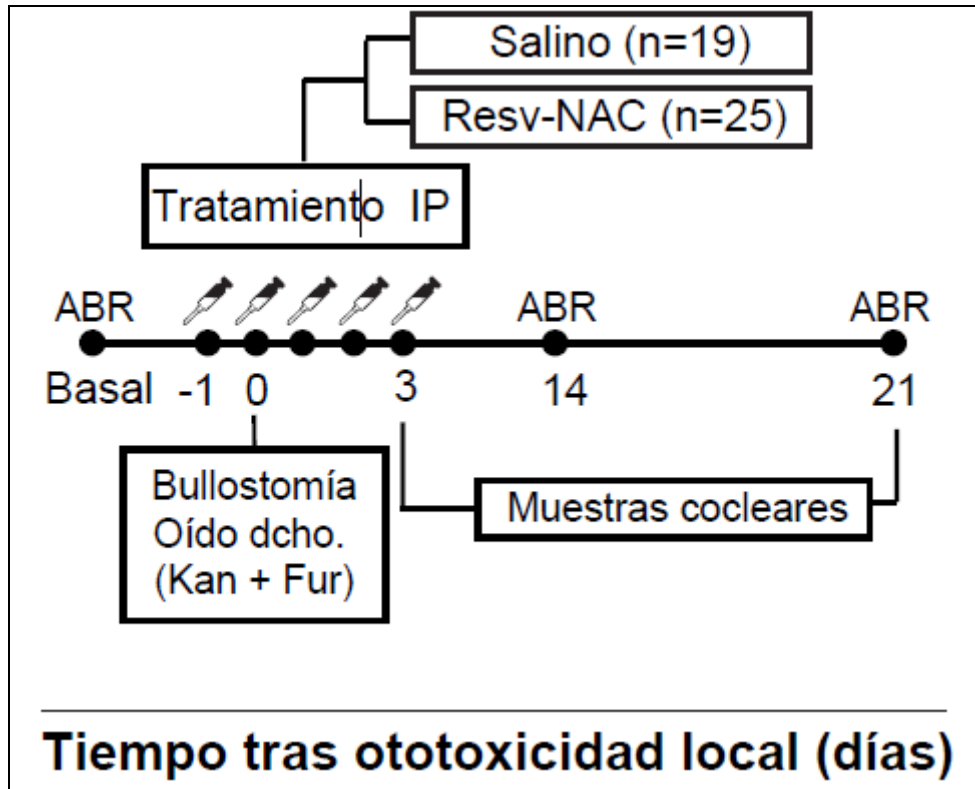 Salino (n=19)
Resv-NAC (n=25)
Tratamiento IP
ABR ABR ABR
Basal -1 0 3 14 21
Bullostomía
Oído dcho.
(Kan + Fur)
Muestras cocleares
Tiempo tras ototoxicidad local (días)